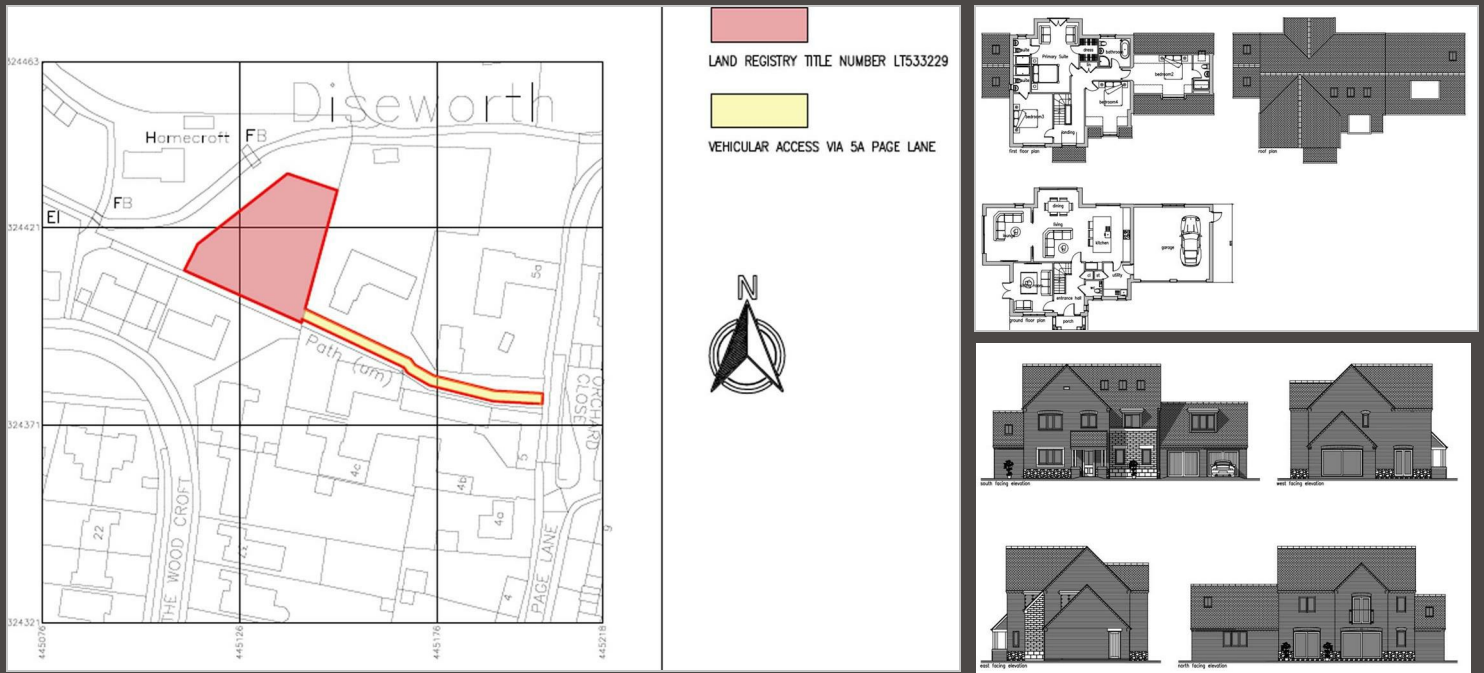 LAND REGISTRY TITLE NUMBER LT533229
VEHICULAR ACCESS VIA 5A PAGE LANE
N
324463
Diseworth
Homecroft
FB
FB
El
324421
5a
Path (um)
ORCHARD CLOSE
324371
4c
5
4b
4a
22
THE WOOD CROFT
PAGE LANE
4
324321
445076
445126
445176
445218
Primary Suite
dress
bathroom
bedroom2
bedroom3
bedroom4
landing
first floor plan
roof plan
dining
living
kitchen
garage
utility
entrance hall
ground floor plan
porch
south facing elevation
west facing elevation
east facing elevation
north facing elevation